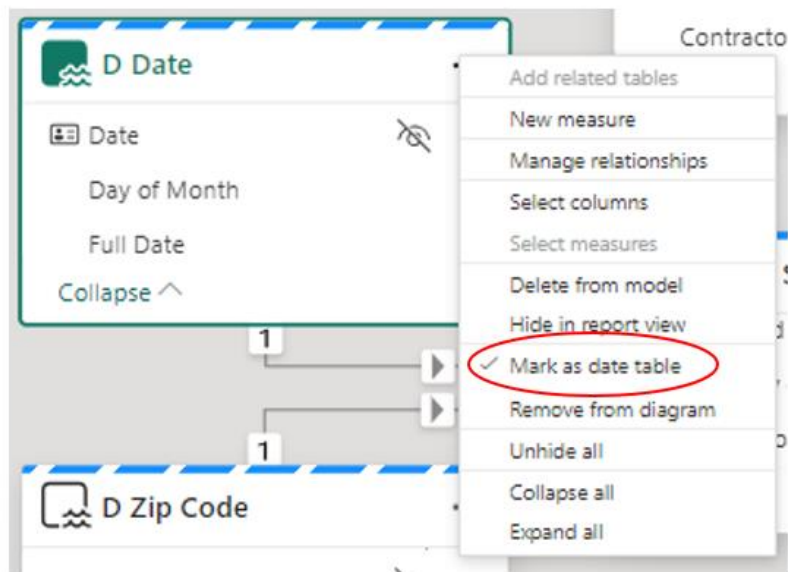 D Date
Date
Day of Month
Full Date
Collapse
1
1
D Zip Code
Contracto
Add related tables
New measure
Manage relationships
Select columns
Select measures
Delete from model
Hide in report view
Mark as date table
Remove from diagram
Unhide all
Collapse all
Expand all